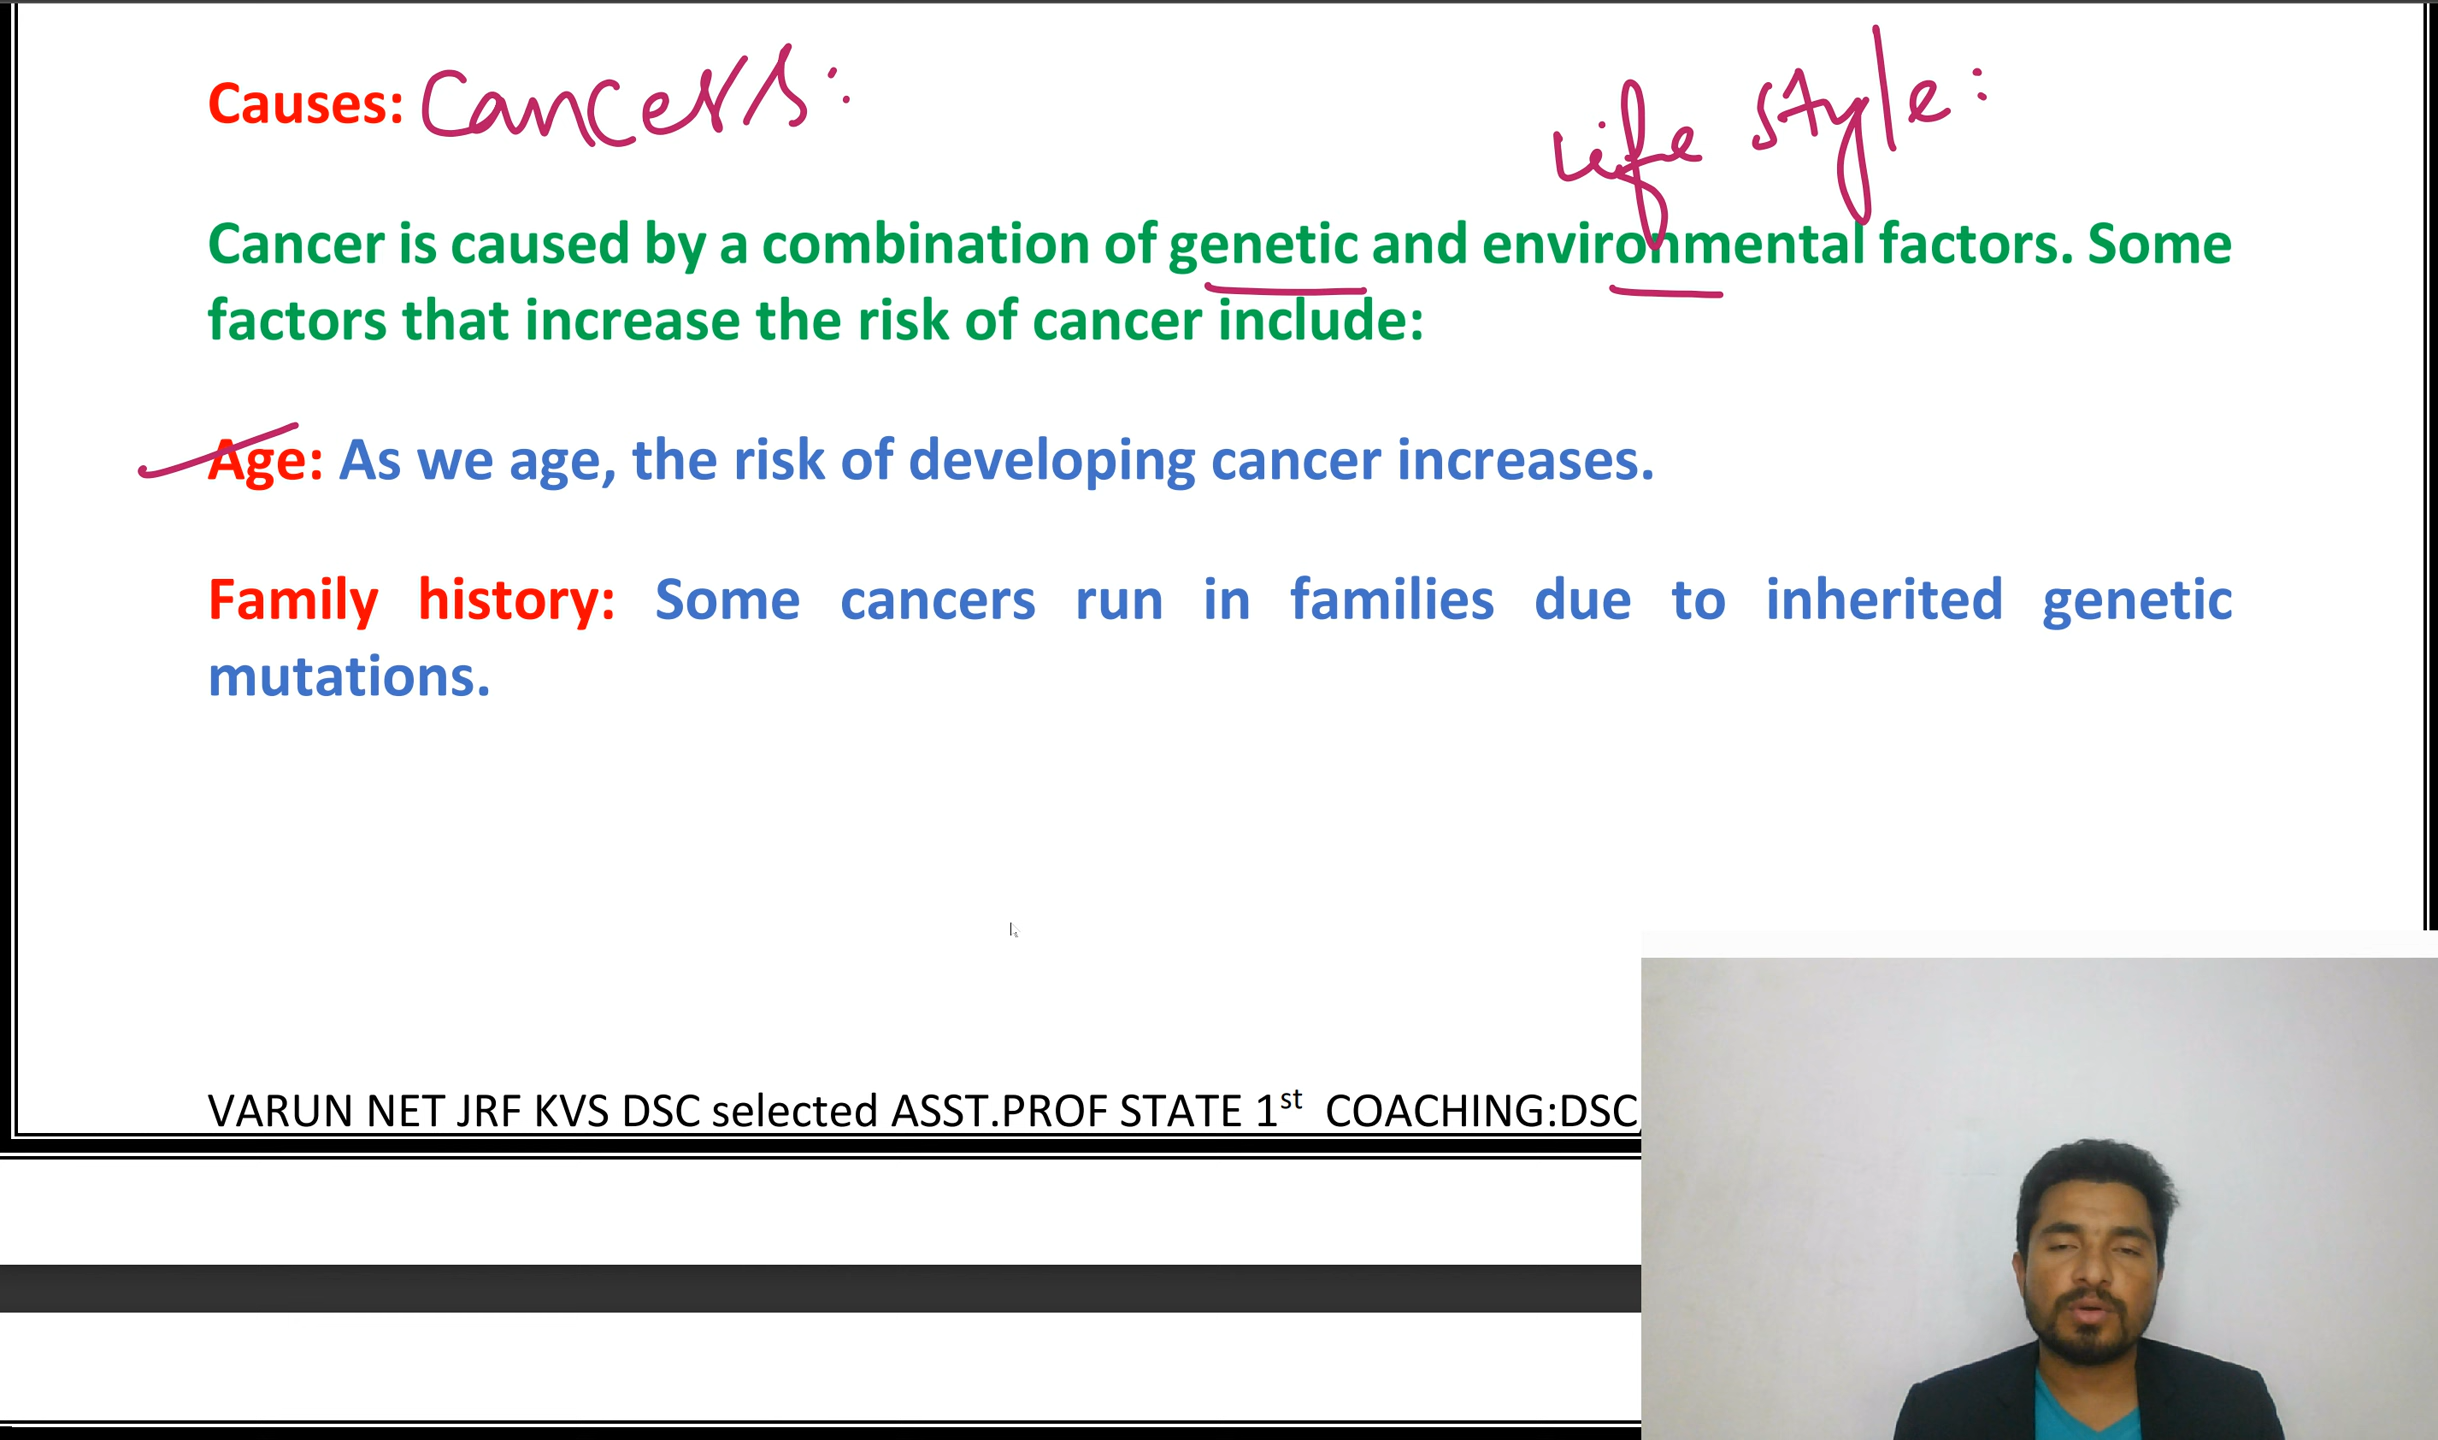 Causes: Cancers:
Life style:
Cancer is caused by a combination of genetic and environmental factors. Some
factors that increase the risk of cancer include:
Age: As we age, the risk of developing cancer increases.
Family history: Some cancers run in families due to inherited genetic
mutations.
VARUN NET JRF KVS DSC selected ASST.PROF STATE 1st COACHING:DSC